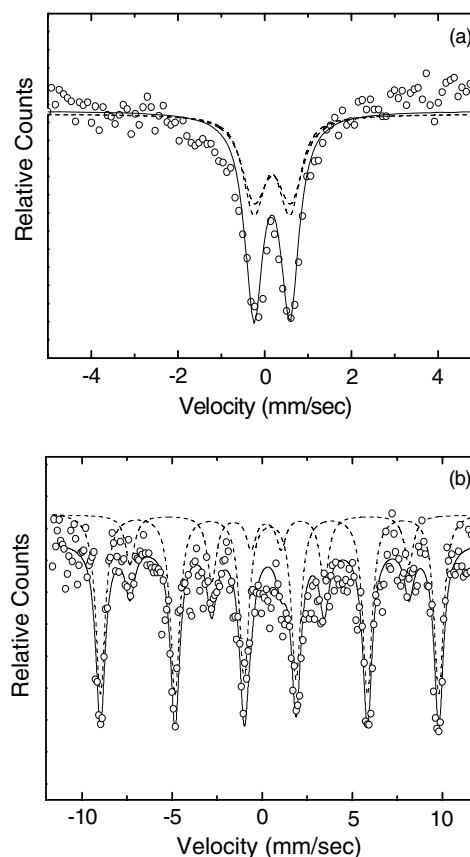 (a)
Relative Counts
-4 -2 0 2 4
Velocity (mm/sec)
(b)
Relative Counts
-10 -5 0 5 10
Velocity (mm/sec)